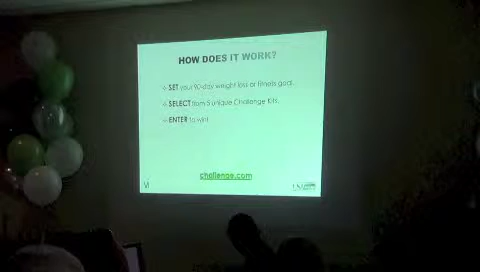 HOW DOES IT WORK?
SET your 90-day weight loss or fitness goal.
SELECT from 5 unique Challenge Kits.
ENTER to win!
challenge.com
VI